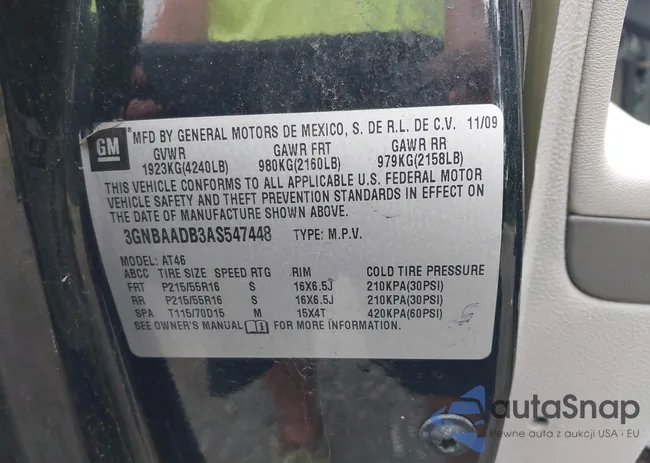 GM
MFD BY GENERAL MOTORS DE MEXICO, S. DE R.L. DE C.V. 11/09
GVWR GAWR FRT GAWR RR
1923KG(4240LB) 980KG(2160LB) 979KG(2158LB)
THIS VEHICLE CONFORMS TO ALL APPLICABLE U.S. FEDERAL MOTOR
VEHICLE SAFETY AND THEFT PREVENTION STANDARDS IN EFFECT ON
THE DATE OF MANUFACTURE SHOWN ABOVE.
3GNBAADB3AS547448 TYPE: M.P.V.
MODEL: AT46
ABCC TIRE SIZE SPEED RTG RIM COLD TIRE PRESSURE
FRT P215/55R16 S 16X6.5J 210KPA(30PSI)
RR P215/55R16 S 16X6.5J 210KPA(30PSI)
SPA T115/70D15 M 15X4T 420KPA(60PSI)
SEE OWNER'S MANUAL i FOR MORE INFORMATION.
autoSnap
Pewne auta z aukcji USA i EU